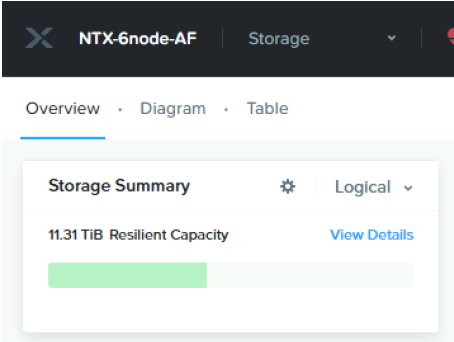 NTX-6node-AF Storage
Overview · Diagram · Table
Storage Summary Logical
11.31 TiB Resilient Capacity View Details